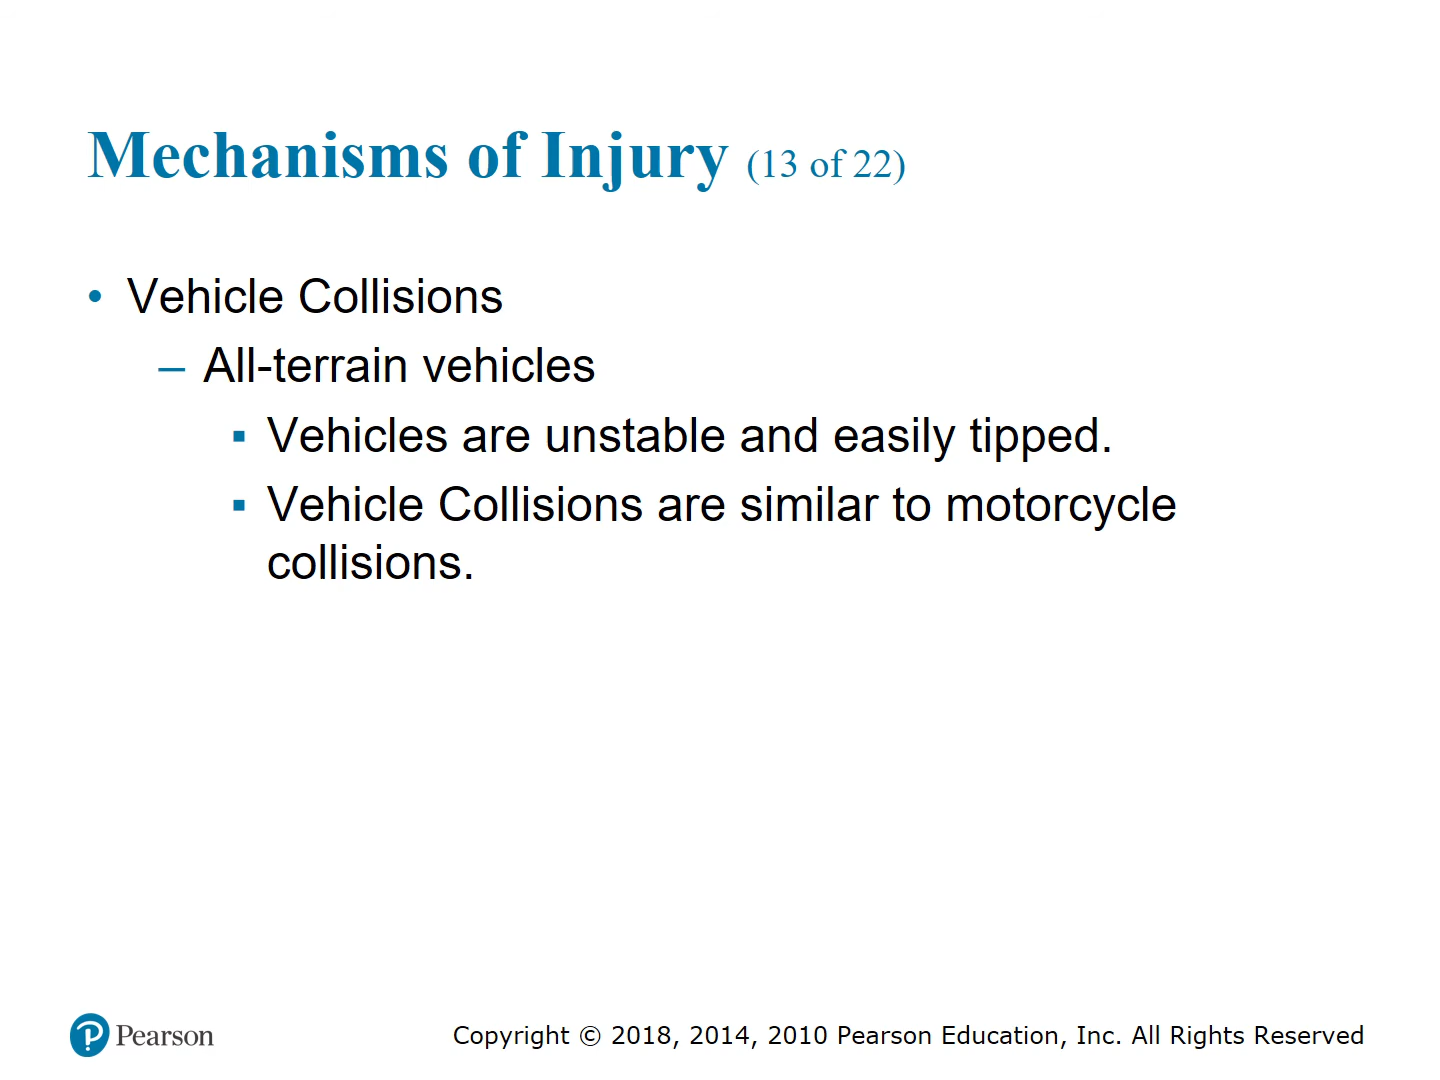 Mechanisms of Injury (13 of 22)
• Vehicle Collisions
– All-terrain vehicles
▪ Vehicles are unstable and easily tipped.
▪ Vehicle Collisions are similar to motorcycle
collisions.
Pearson
Copyright © 2018, 2014, 2010 Pearson Education, Inc. All Rights Reserved